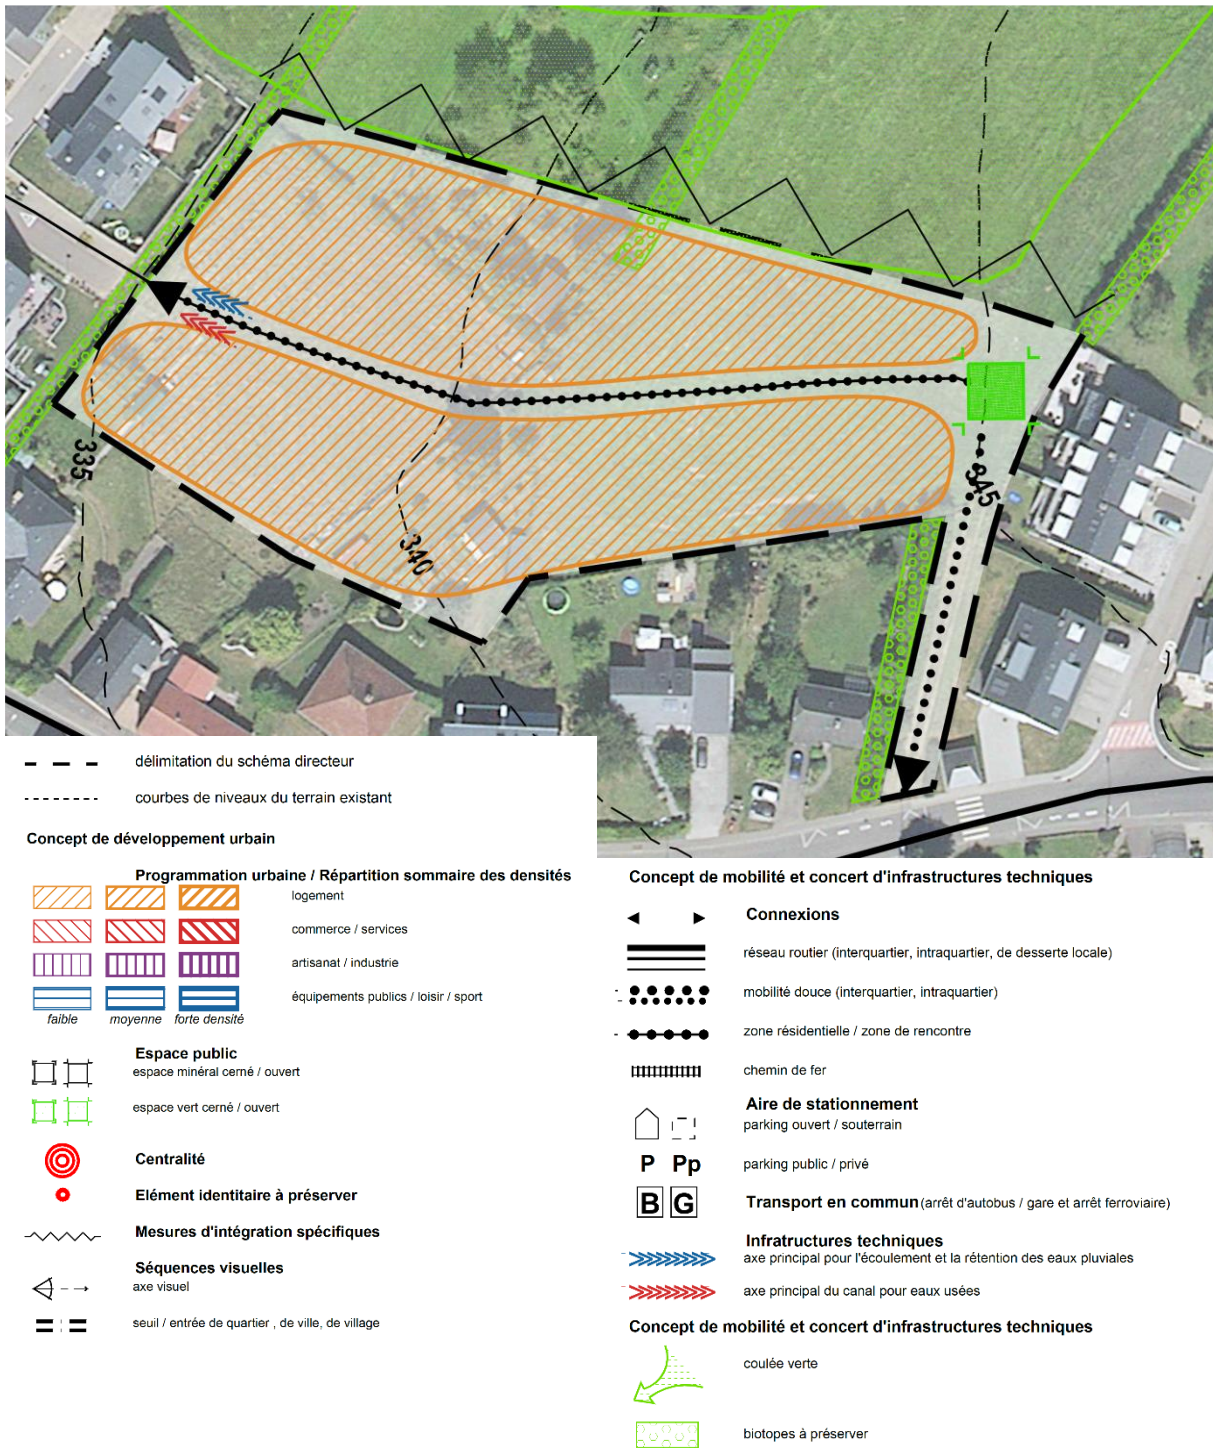 335
340
345
délimitation du schéma directeur
courbes de niveaux du terrain existant
Concept de développement urbain
Programmation urbaine / Répartition sommaire des densités
logement
commerce / services
artisanat / industrie
équipements publics / loisir / sport
faible moyenne forte densité
Espace public
espace minéral cerné / ouvert
espace vert cerné / ouvert
Centralité
Elément identitaire à préserver
Mesures d'intégration spécifiques
Séquences visuelles
axe visuel
seuil / entrée de quartier , de ville, de village
Concept de mobilité et concert d'infrastructures techniques
Connexions
réseau routier (interquartier, intraquartier, de desserte locale)
mobilité douce (interquartier, intraquartier)
zone résidentielle / zone de rencontre
chemin de fer
Aire de stationnement
parking ouvert / souterrain
P Pp parking public / privé
B G Transport en commun (arrêt d'autobus / gare et arrêt ferroviaire)
Infratructures techniques
axe principal pour l'écoulement et la rétention des eaux pluviales
axe principal du canal pour eaux usées
Concept de mobilité et concert d'infrastructures techniques
coulée verte
biotopes à préserver